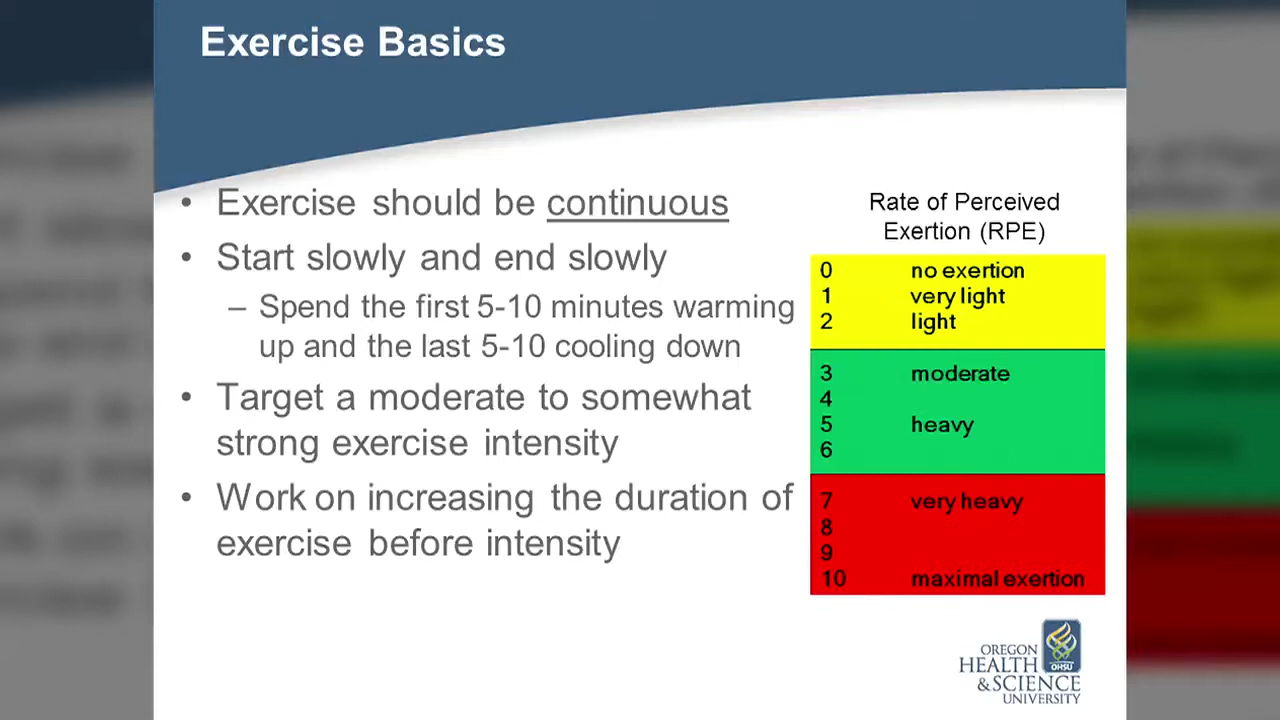 Exercise Basics
• Exercise should be continuous
• Start slowly and end slowly
– Spend the first 5-10 minutes warming
up and the last 5-10 cooling down
• Target a moderate to somewhat
strong exercise intensity
• Work on increasing the duration of
exercise before intensity
Rate of Perceived
Exertion (RPE)
0 no exertion
1 very light
2 light
3 moderate
4
5 heavy
6
7 very heavy
8
9
10 maximal exertion
OHSU
OREGON
HEALTH
& SCIENCE
UNIVERSITY